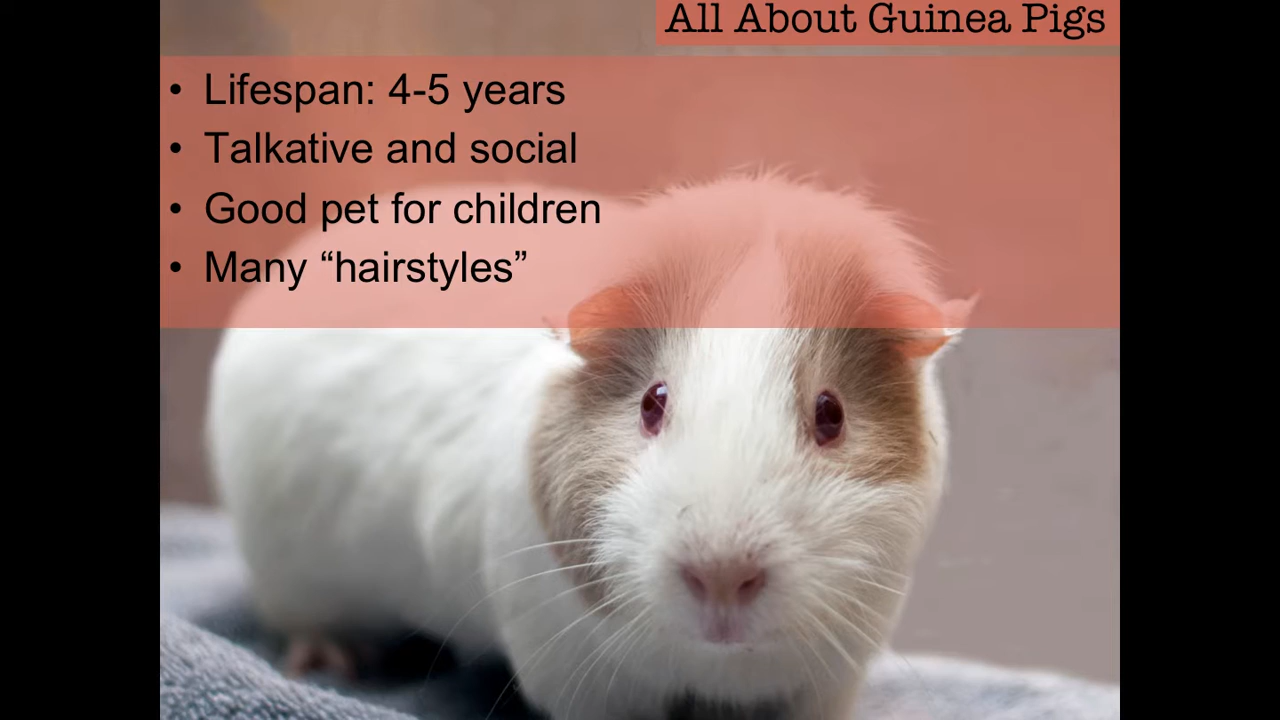 All About Guinea Pigs
• Lifespan: 4-5 years
• Talkative and social
• Good pet for children
• Many “hairstyles”